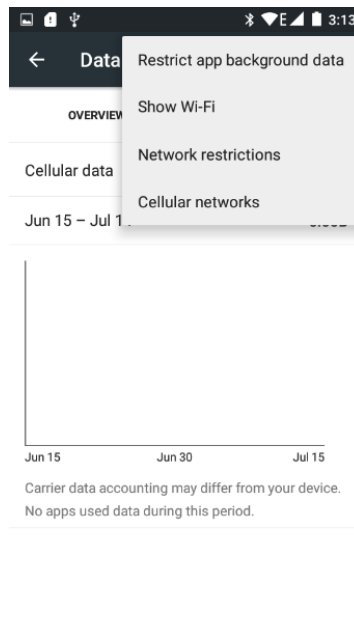 3:13
Data
Restrict app background data
OVERVIEW
Show Wi-Fi
Network restrictions
Cellular data
Cellular networks
Jun 15 – Jul 1
Jun 15
Jun 30
Jul 15
Carrier data accounting may differ from your device.
No apps used data during this period.